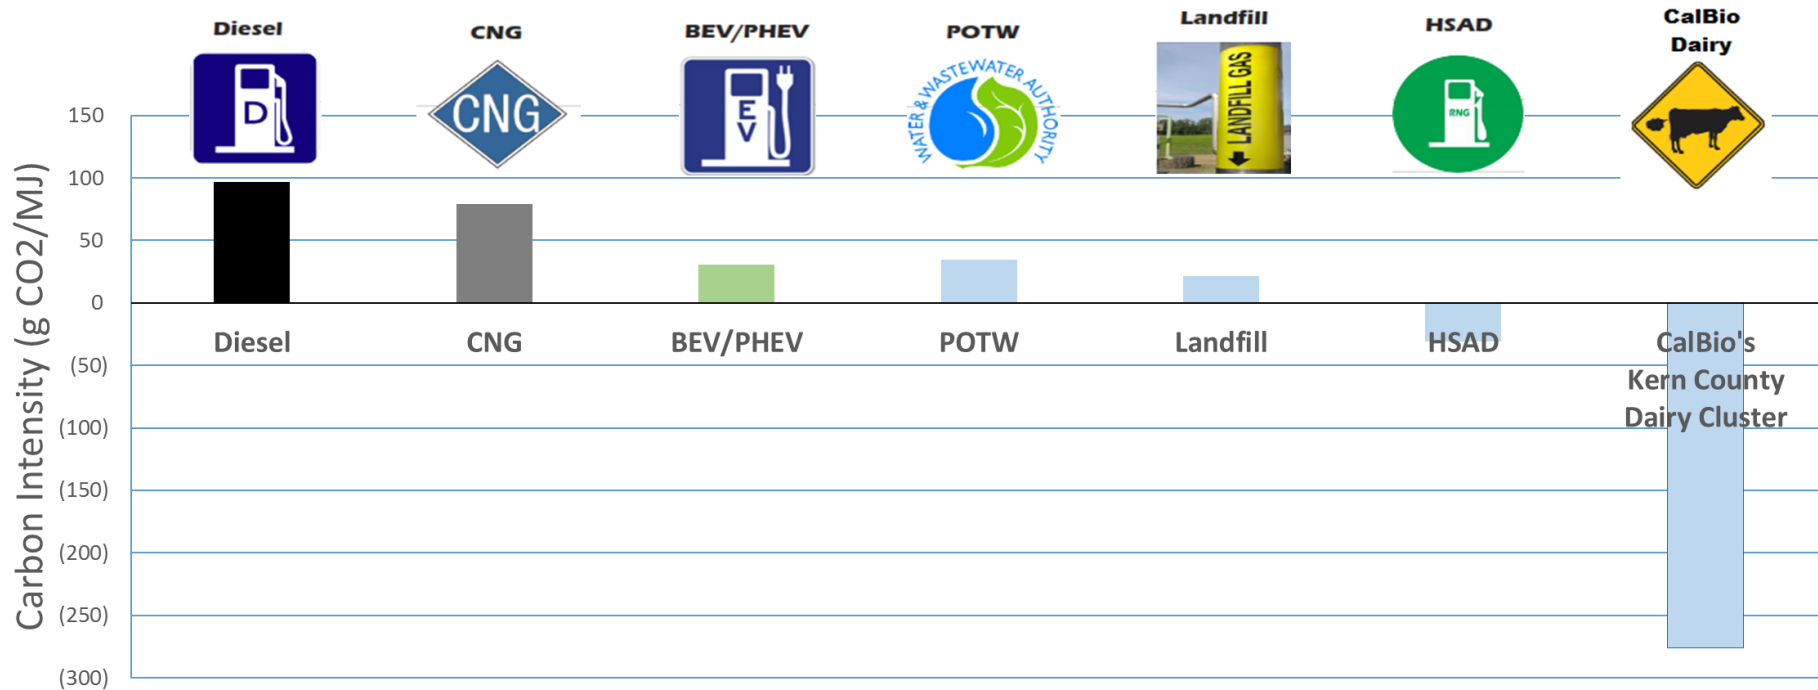 Diesel
CNG
BEV/PHEV
POTW
Landfill
HSAD
CalBio
Dairy
D
CNG
EV
WATER & WASTEWATER AUTHORITY
LANDFILL GAS
RNG
Carbon Intensity (g CO2/MJ)
150
100
50
0
(50)
(100)
(150)
(200)
(250)
(300)
Diesel
CNG
BEV/PHEV
POTW
Landfill
HSAD
CalBio's
Kern County
Dairy Cluster